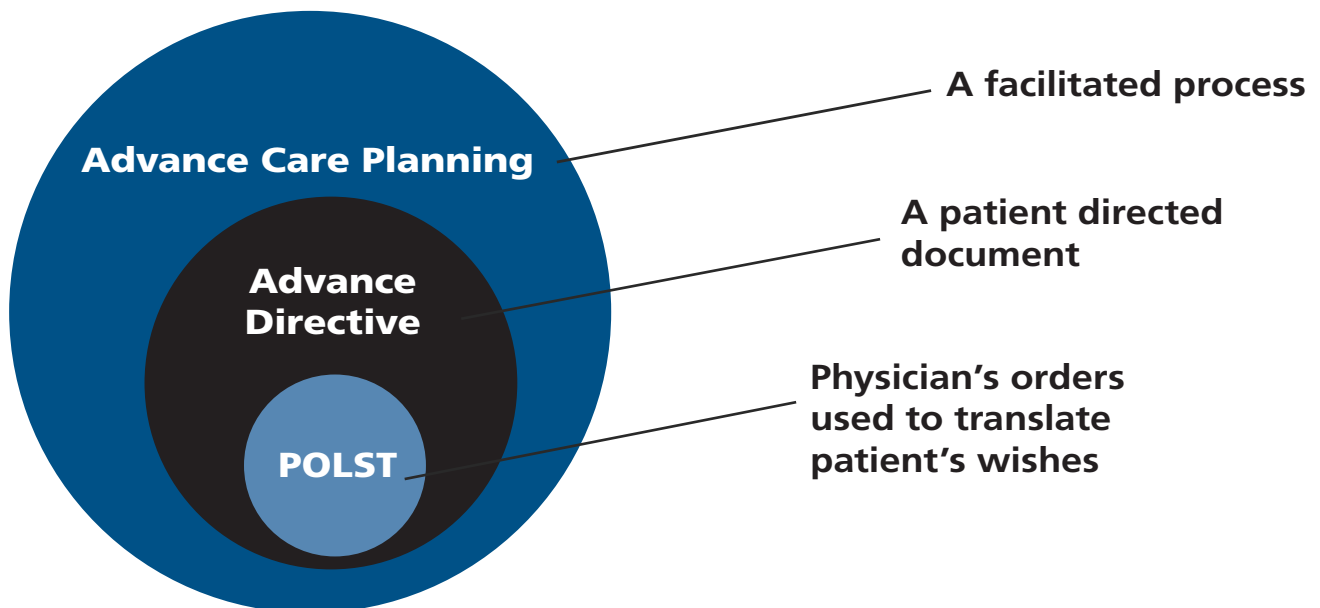 Advance Care Planning
A facilitated process
Advance
Directive
A patient directed
document
POLST
Physician’s orders
used to translate
patient’s wishes